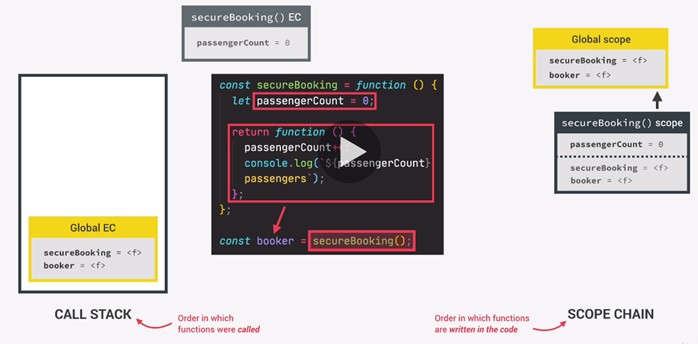 secureBooking() EC
passengerCount = 0
Global scope
secureBooking = <f>
booker = <f>
const secureBooking = function () {
let passengerCount = 0;
return function () {
passengerCount++
console.log(`${passengerCount}
passengers`);
};
};
const booker = secureBooking();
secureBooking() scope
passengerCount = 0
secureBooking = <f>
booker = <f>
Global EC
secureBooking = <f>
booker = <f>
CALL STACK
Order in which
functions were called
Order in which functions
are written in the code
SCOPE CHAIN